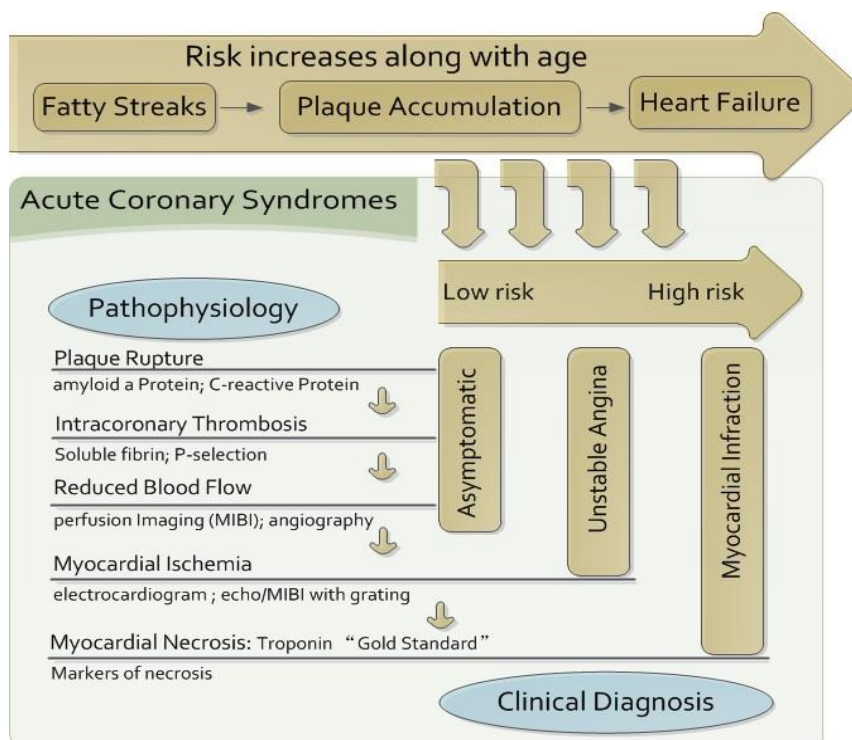 Risk increases along with age
Fatty Streaks
Plaque Accumulation
Heart Failure
Acute Coronary Syndromes
Low risk
High risk
Pathophysiology
Plaque Rupture
amyloid a Protein; C-reactive Protein
Intracoronary Thrombosis
Soluble fibrin; P-selection
Reduced Blood Flow
perfusion Imaging (MIBI); angiography
Myocardial Ischemia
electrocardiogram ; echo/MIBI with grating
Myocardial Necrosis: Troponin “Gold Standard”
Markers of necrosis
Asymptomatic
Unstable Angina
Myocardial Infraction
Clinical Diagnosis